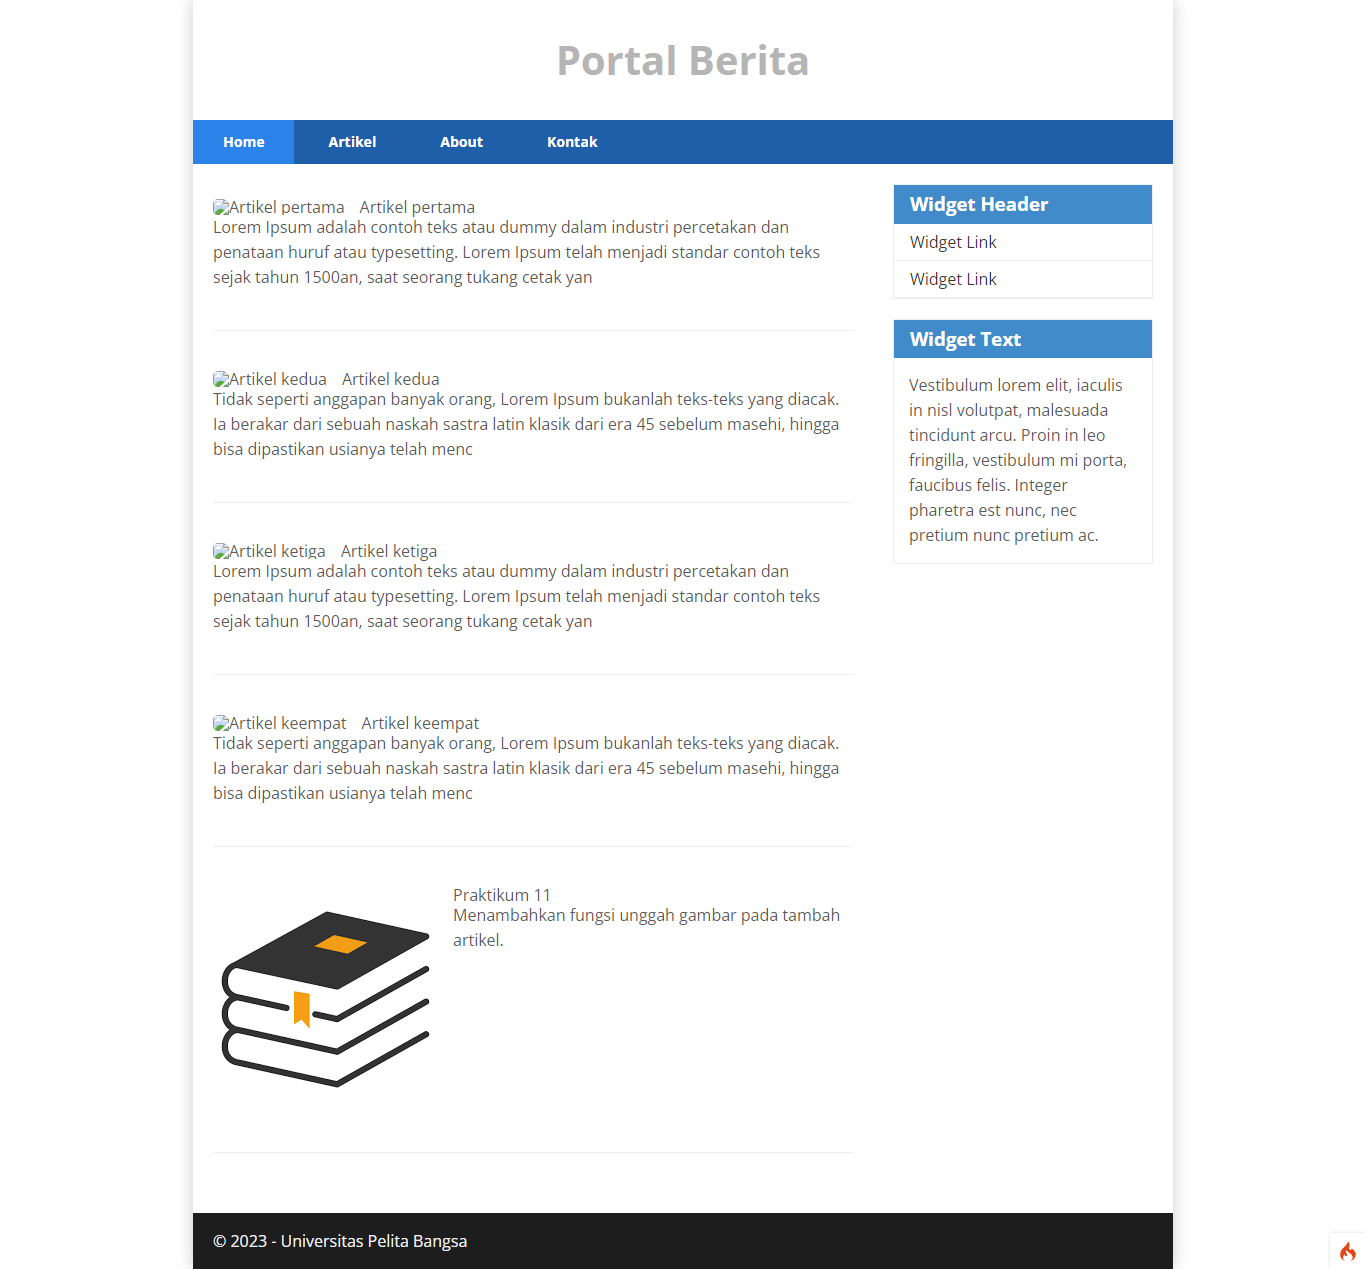 Portal Berita
Home Artikel About Kontak
Artikel pertama Artikel pertama
Lorem Ipsum adalah contoh teks atau dummy dalam industri percetakan dan
penataan huruf atau typesetting. Lorem Ipsum telah menjadi standar contoh teks
sejak tahun 1500an, saat seorang tukang cetak yan
Artikel kedua Artikel kedua
Tidak seperti anggapan banyak orang, Lorem Ipsum bukanlah teks-teks yang diacak.
Ia berakar dari sebuah naskah sastra latin klasik dari era 45 sebelum masehi, hingga
bisa dipastikan usianya telah menc
Artikel ketiga Artikel ketiga
Lorem Ipsum adalah contoh teks atau dummy dalam industri percetakan dan
penataan huruf atau typesetting. Lorem Ipsum telah menjadi standar contoh teks
sejak tahun 1500an, saat seorang tukang cetak yan
Artikel keempat Artikel keempat
Tidak seperti anggapan banyak orang, Lorem Ipsum bukanlah teks-teks yang diacak.
Ia berakar dari sebuah naskah sastra latin klasik dari era 45 sebelum masehi, hingga
bisa dipastikan usianya telah menc
Praktikum 11
Menambahkan fungsi unggah gambar pada tambah
artikel.
Widget Header
Widget Link
Widget Link
Widget Text
Vestibulum lorem elit, iaculis
in nisl volutpat, malesuada
tincidunt arcu. Proin in leo
fringilla, vestibulum mi porta,
faucibus felis. Integer
pharetra est nunc, nec
pretium nunc pretium ac.
© 2023 - Universitas Pelita Bangsa